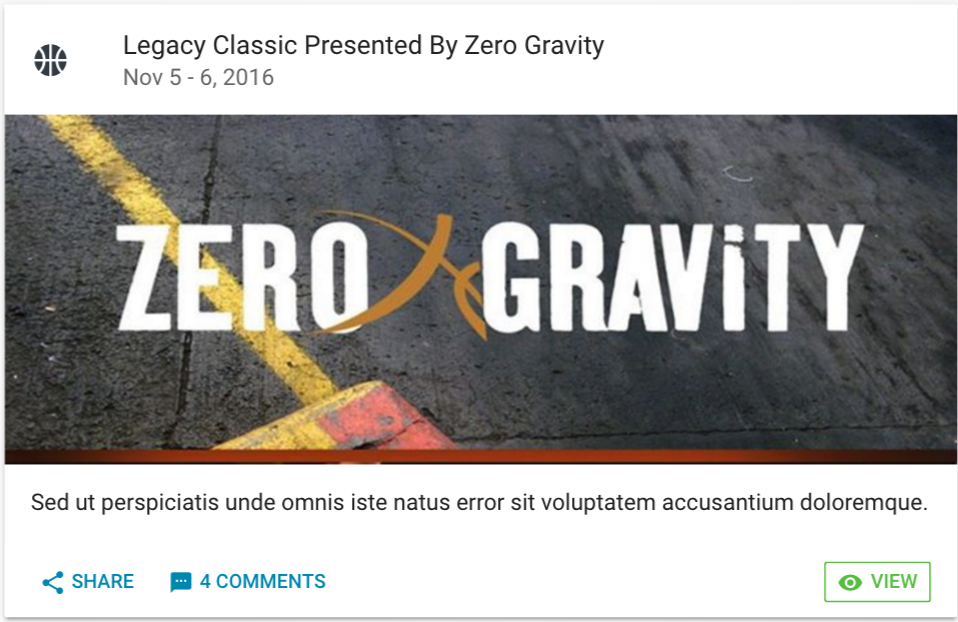 Legacy Classic Presented By Zero Gravity
Nov 5 - 6, 2016
ZERO GRAVITY
Sed ut perspiciatis unde omnis iste natus error sit voluptatem accusantium doloremque.
SHARE 4 COMMENTS VIEW